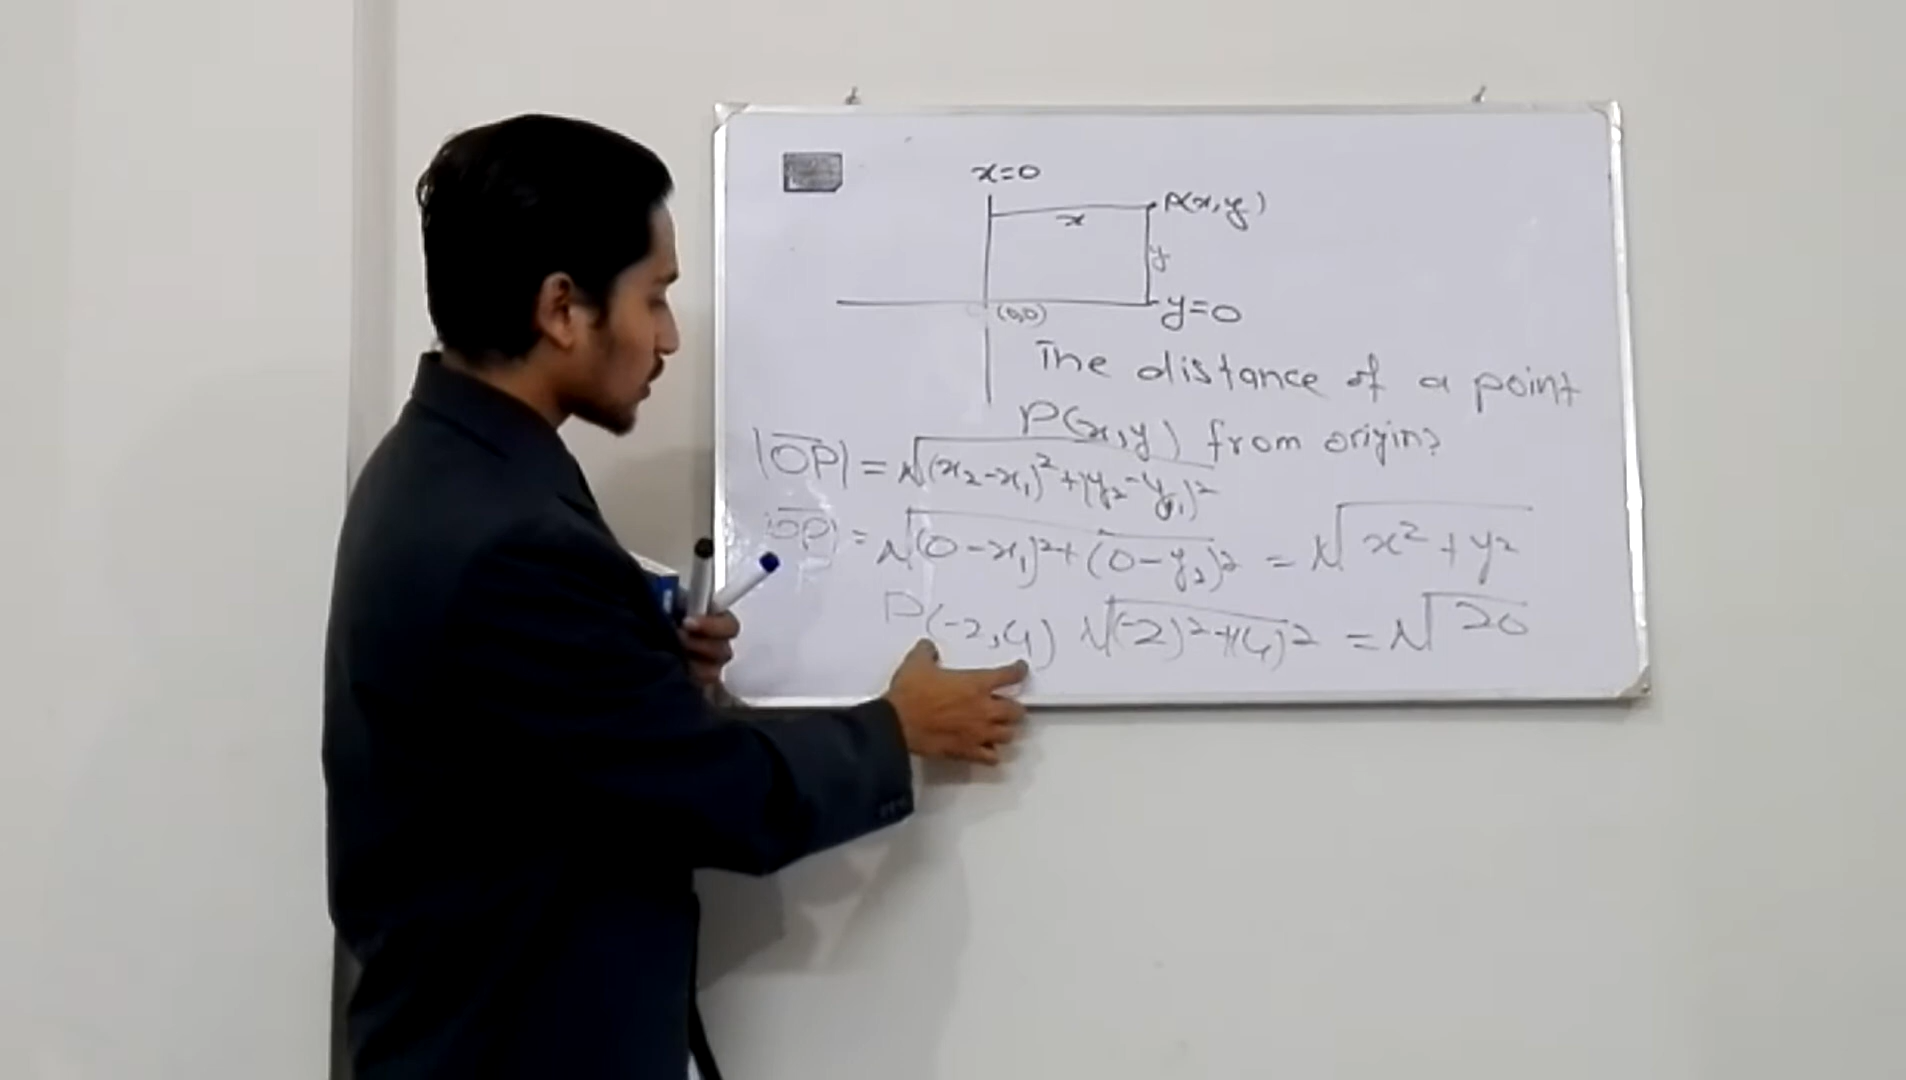 x=0
P(x,y)
x
y
(0,0)
y=0
The distance of a point
P(x,y) from origin?
|OP| = √(x₂-x₁)²+(y₂-y₁)²
|OP| = √(0-x₁)²+(0-y₂)² = √x²+y²
P(-2,4) √(-2)²+(4)² = √20